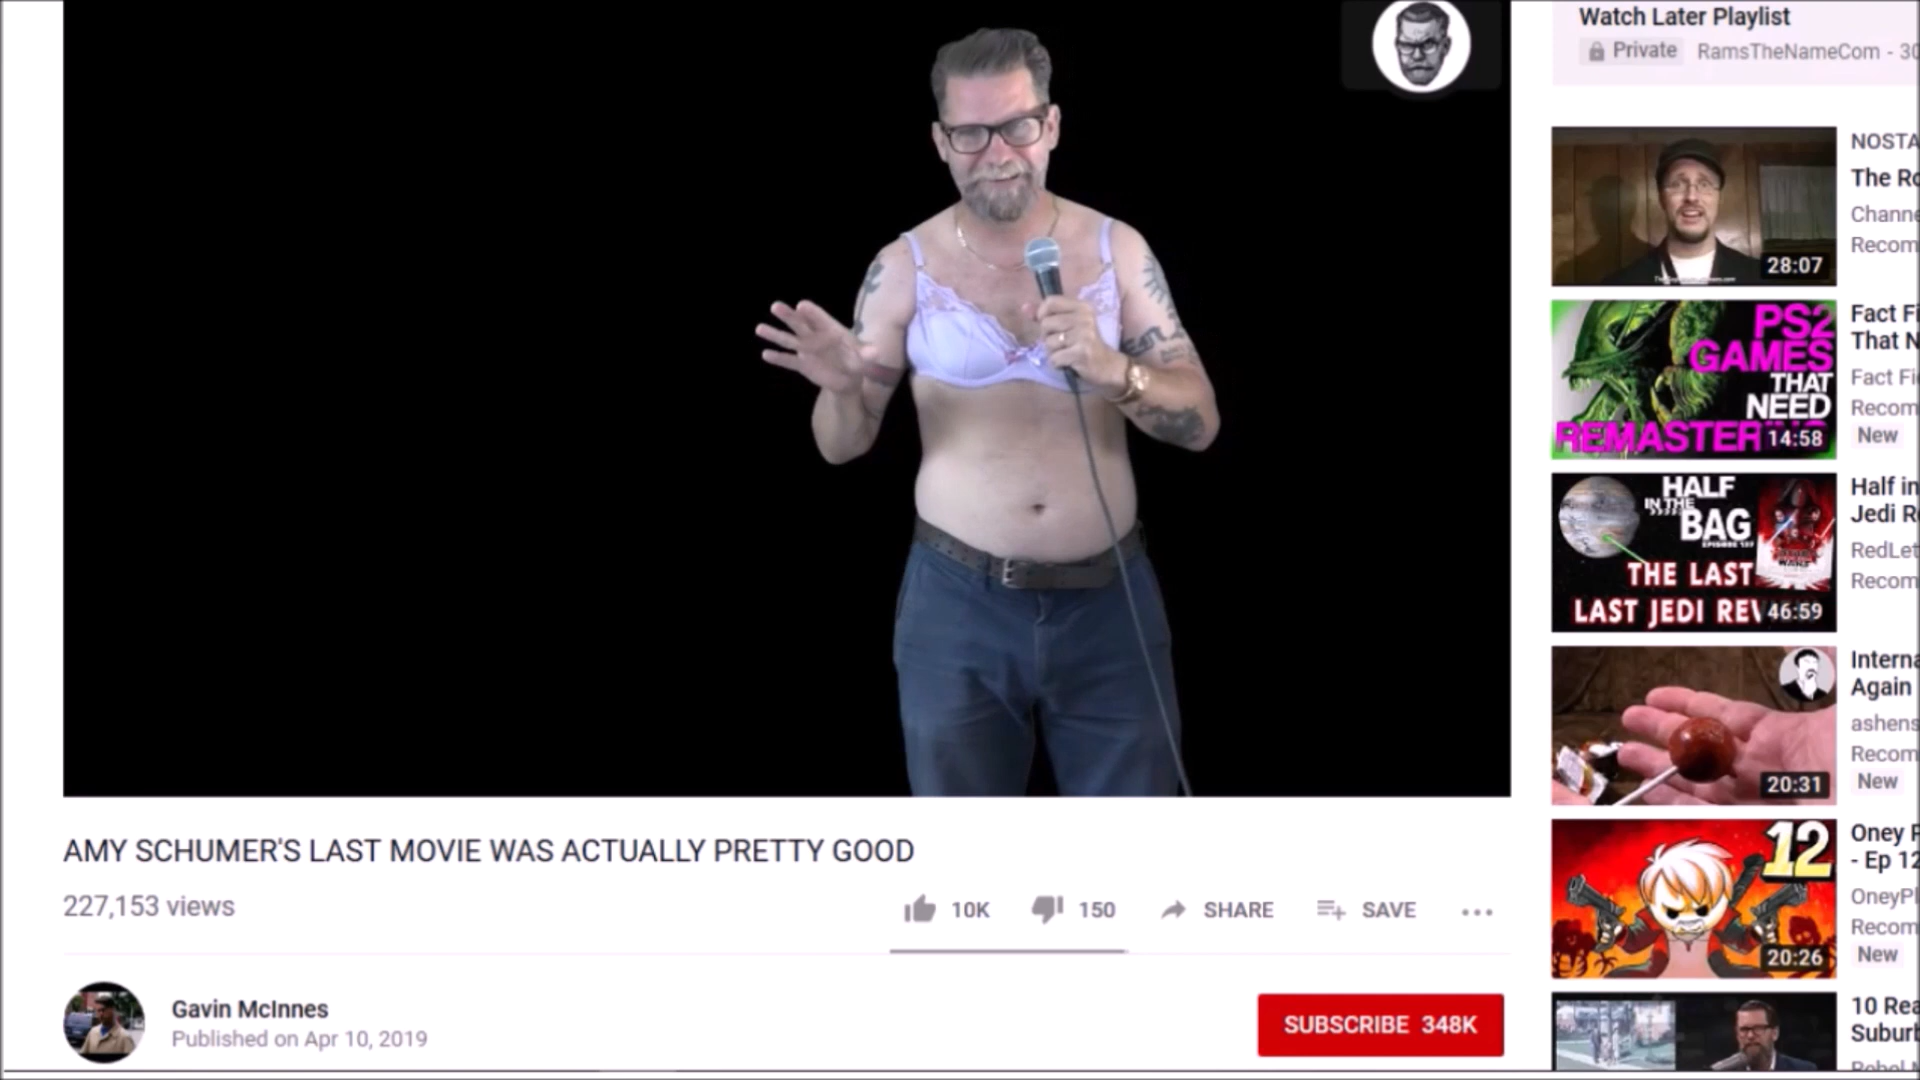 Watch Later Playlist
Private RamsTheNameCom - 30
NOSTA
The Ro
Channe
Recom
28:07
PS2
GAMES
THAT
NEED
14:58
Fact Fi
That N
Fact Fi
Recom
New
HALF
IN THE
BAG
THE LAST
LAST JEDI REV
46:59
Half in
Jedi Re
RedLet
Recom
20:31
Interna
Again
ashens
Recom
New
12
20:26
Oney P
- Ep 12
OneyPl
Recom
New
10 Rea
Suburb
AMY SCHUMER'S LAST MOVIE WAS ACTUALLY PRETTY GOOD
227,153 views
10K 150 SHARE SAVE
Gavin McInnes
Published on Apr 10, 2019
SUBSCRIBE 348K